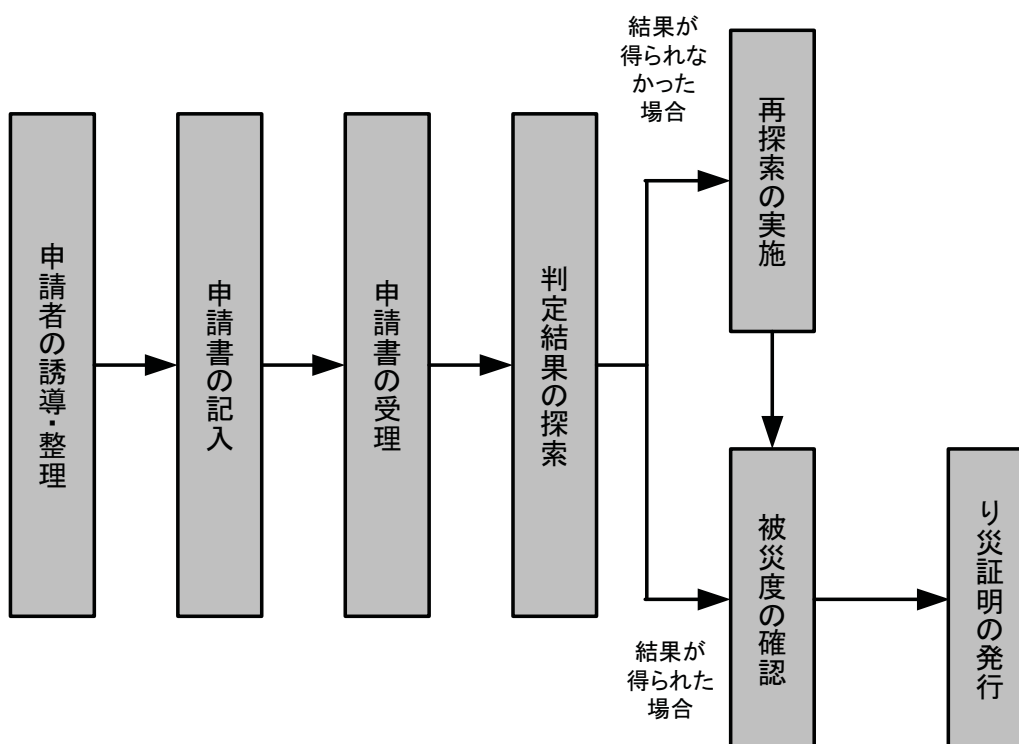 申請者の誘導・整理
申請書の記入
申請書の受理
判定結果の探索
結果が
得られな
かった
場合
再探索の実施
結果が
得られた
場合
被災度の確認
り災証明の発行